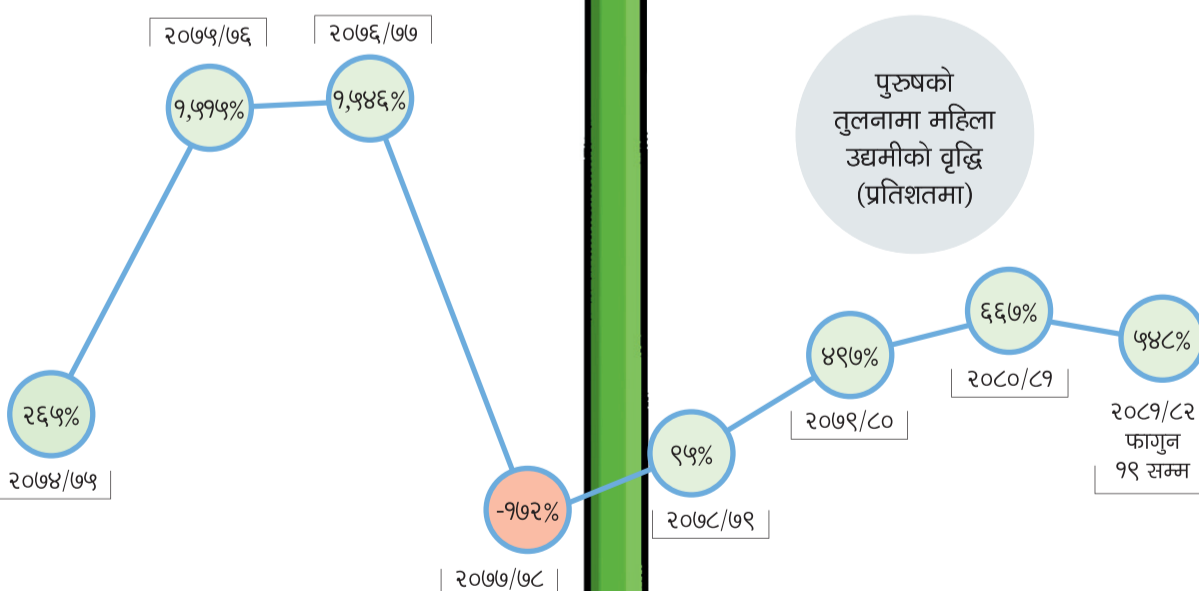 २०७५/७६
१,५१५%
२०७६/७७
१,५४६%
पुरुषको
तुलनामा महिला
उद्यमीको वृद्धि
(प्रतिशतमा)
२६५%
२०७४/७५
-१७२%
२०७७/७८
९५%
२०७८/७९
४९७%
२०७९/८०
६६७%
२०८०/८१
५४८%
२०८१/८२
फागुन
१९ सम्म